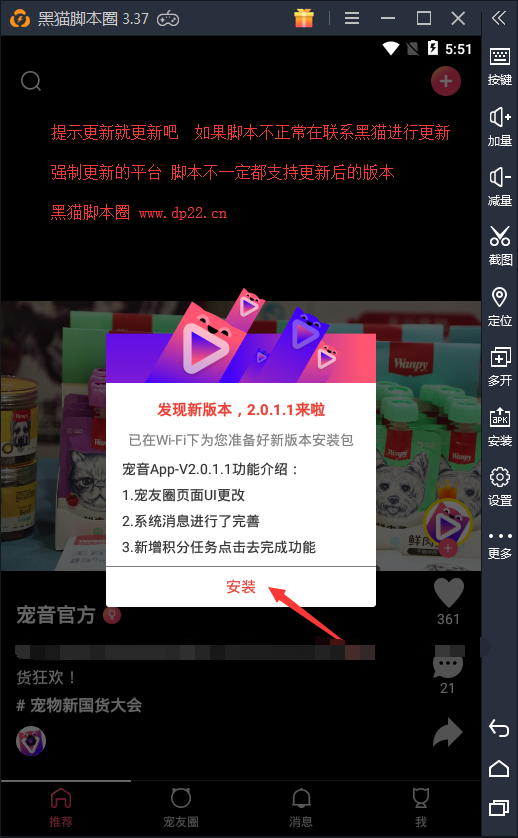 黑猫脚本圈 3.37
5:51
提示更新就更新吧 如果脚本不正常在联系黑猫进行更新
强制更新的平台 脚本不一定都支持更新后的版本
黑猫脚本圈 www.dp22.cn
Wanpy
Wanpy
Wanpy
发现新版本，2.0.1.1来啦
已在Wi-Fi下为您准备好新版本安装包
宠音App-V2.0.1.1功能介绍：
1.宠友圈页面UI更改
2.系统消息进行了完善
3.新增积分任务点击去完成功能
安装
鲜肉
宠音官方
361
货狂欢！
21
# 宠物新国货大会
推荐
宠友圈
消息
我
按键
加量
减量
截图
定位
多开
APK
安装
设置
更多